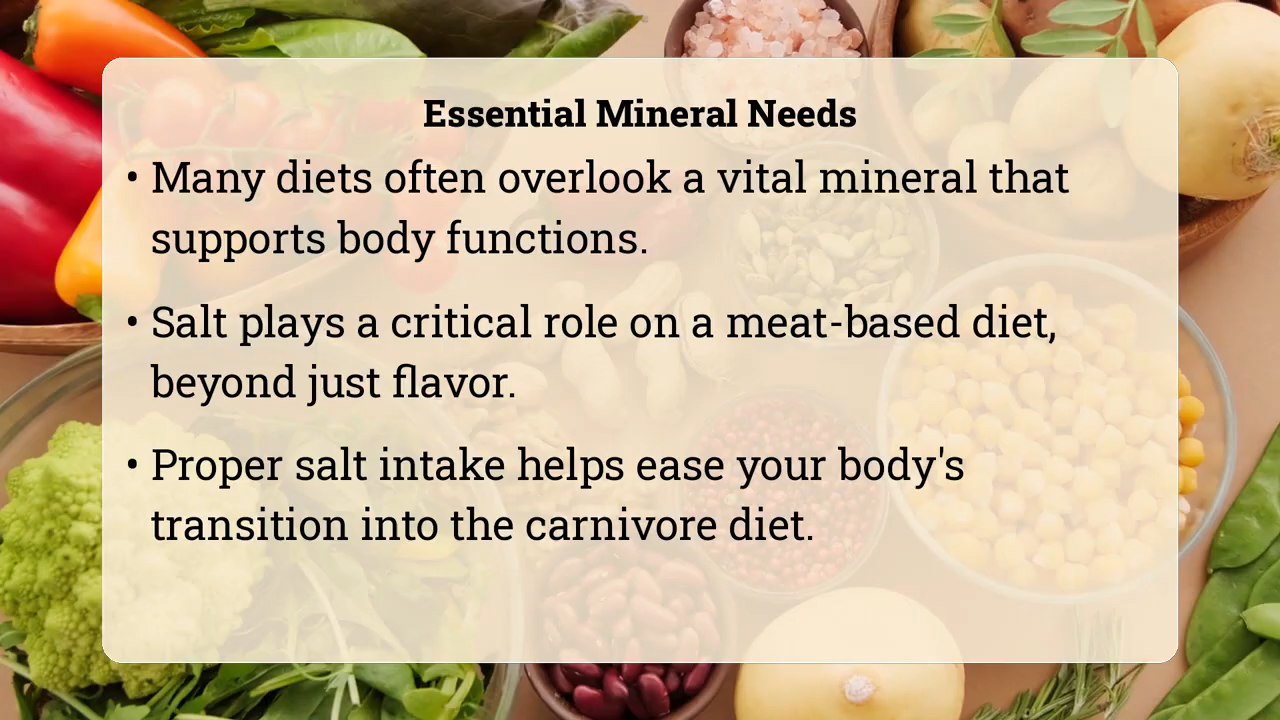 Essential Mineral Needs
• Many diets often overlook a vital mineral that
supports body functions.
• Salt plays a critical role on a meat-based diet,
beyond just flavor.
• Proper salt intake helps ease your body's
transition into the carnivore diet.